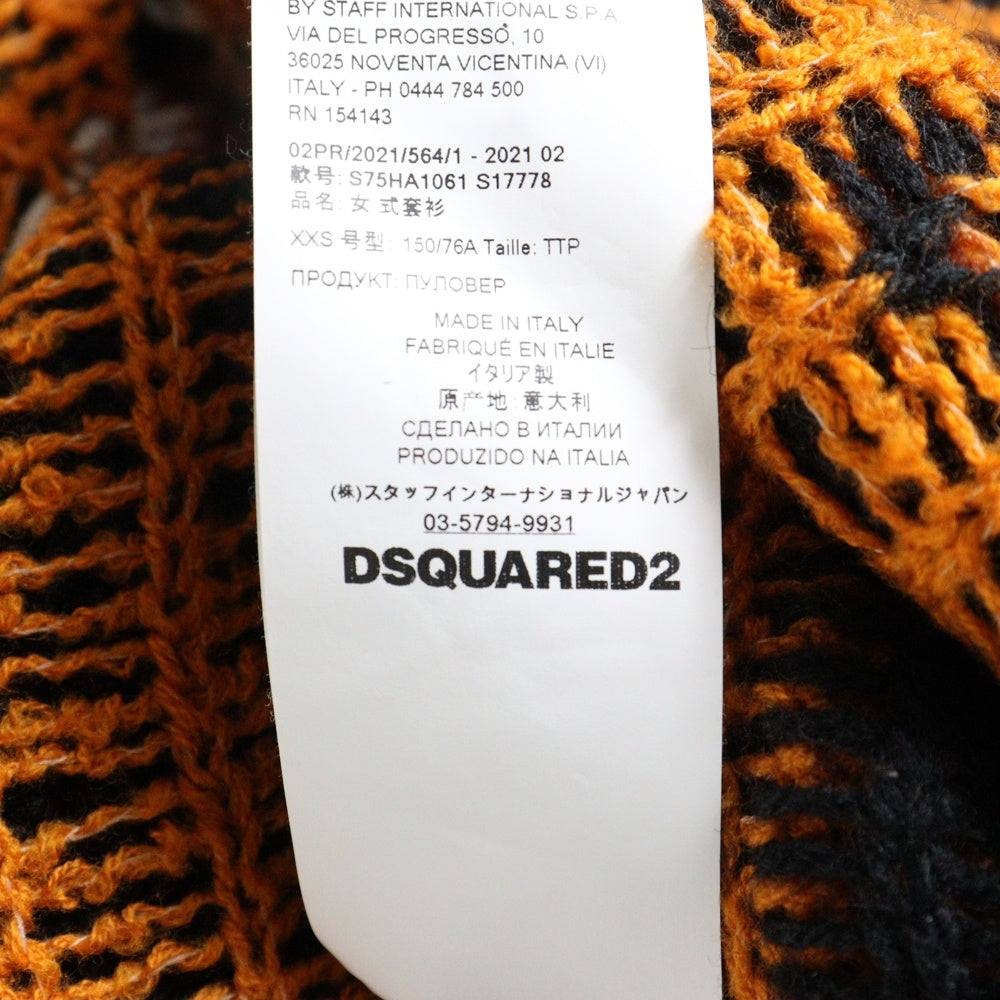 BY STAFF INTERNATIONAL S.P.A
VIA DEL PROGRESSO, 10
36025 NOVENTA VICENTINA (VI)
ITALY - PH 0444 784 500
RN 154143
02PR/2021/564/1 - 2021 02
款号: S75HA1061 S17778
品名: 女 式套衫
XXS 号型: 150/76A Taille: TTP
ПРОДУКТ: ПУЛОВЕР
MADE IN ITALY
FABRIQUÉ EN ITALIE
イタリア製
原产地: 意大利
СДЕЛАНО В ИТАЛИИ
PRODUZIDO NA ITALIA
(株)スタッフインターナショナルジャパン
03-5794-9931
DSQUARED2